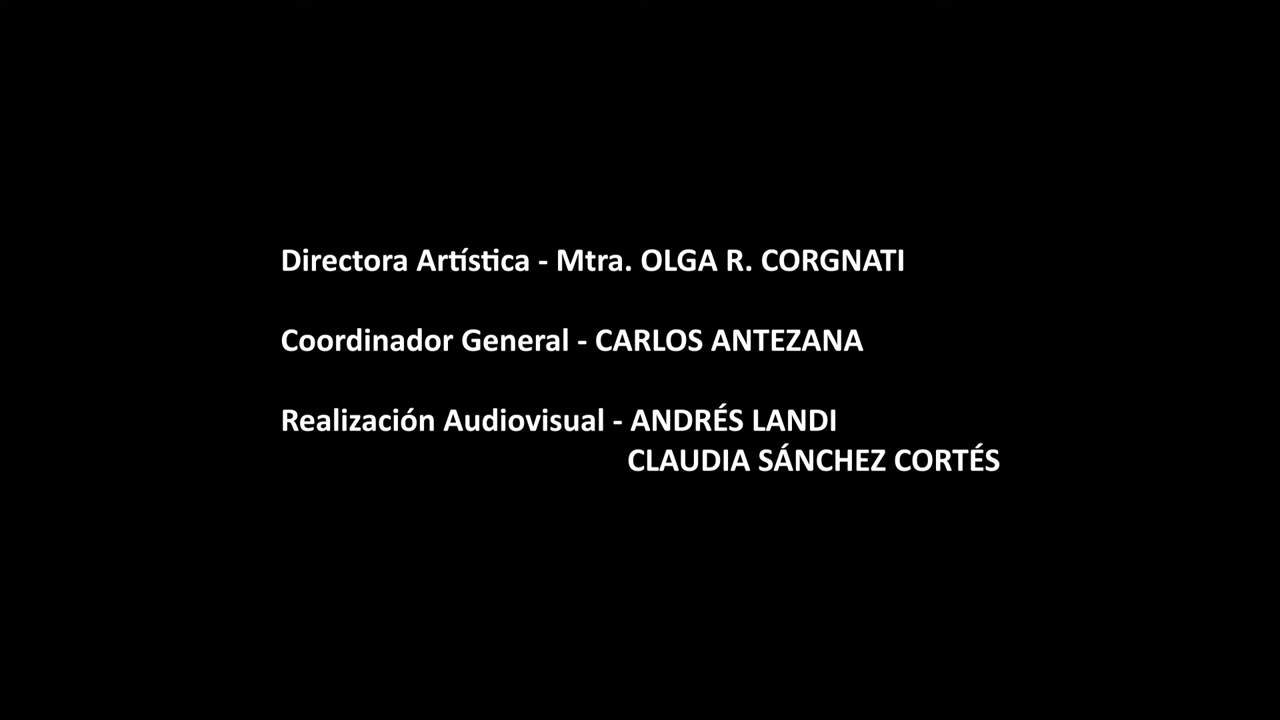 Directora Artística - Mtra. OLGA R. CORGNATI
Coordinador General - CARLOS ANTEZANA
Realización Audiovisual - ANDRÉS LANDI
CLAUDIA SÁNCHEZ CORTÉS